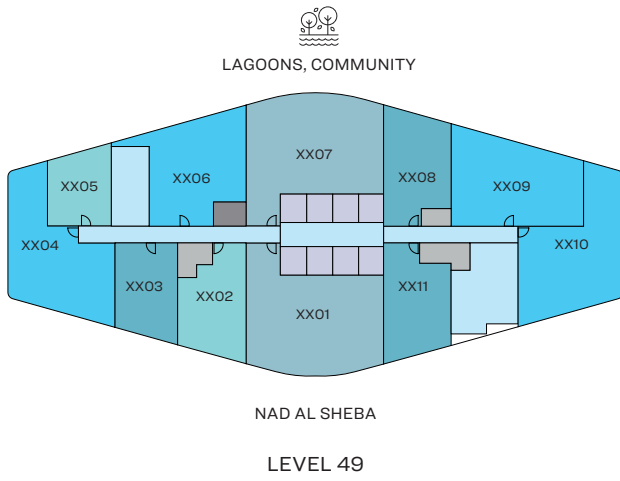 LAGOONS, COMMUNITY
XX07
XX05
XX06
XX08
XX09
XX04
XX10
XX03
XX02
XX11
XX01
NAD AL SHEBA
LEVEL 49